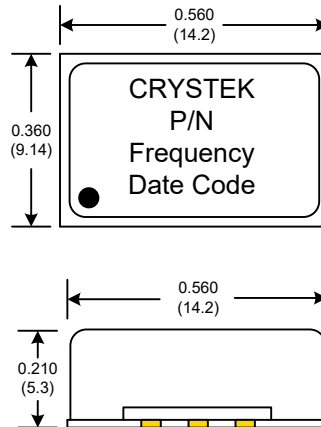 0.560
(14.2)
0.360
(9.14)
CRYSTEK
P/N
Frequency
Date Code
0.560
(14.2)
0.210
(5.3)